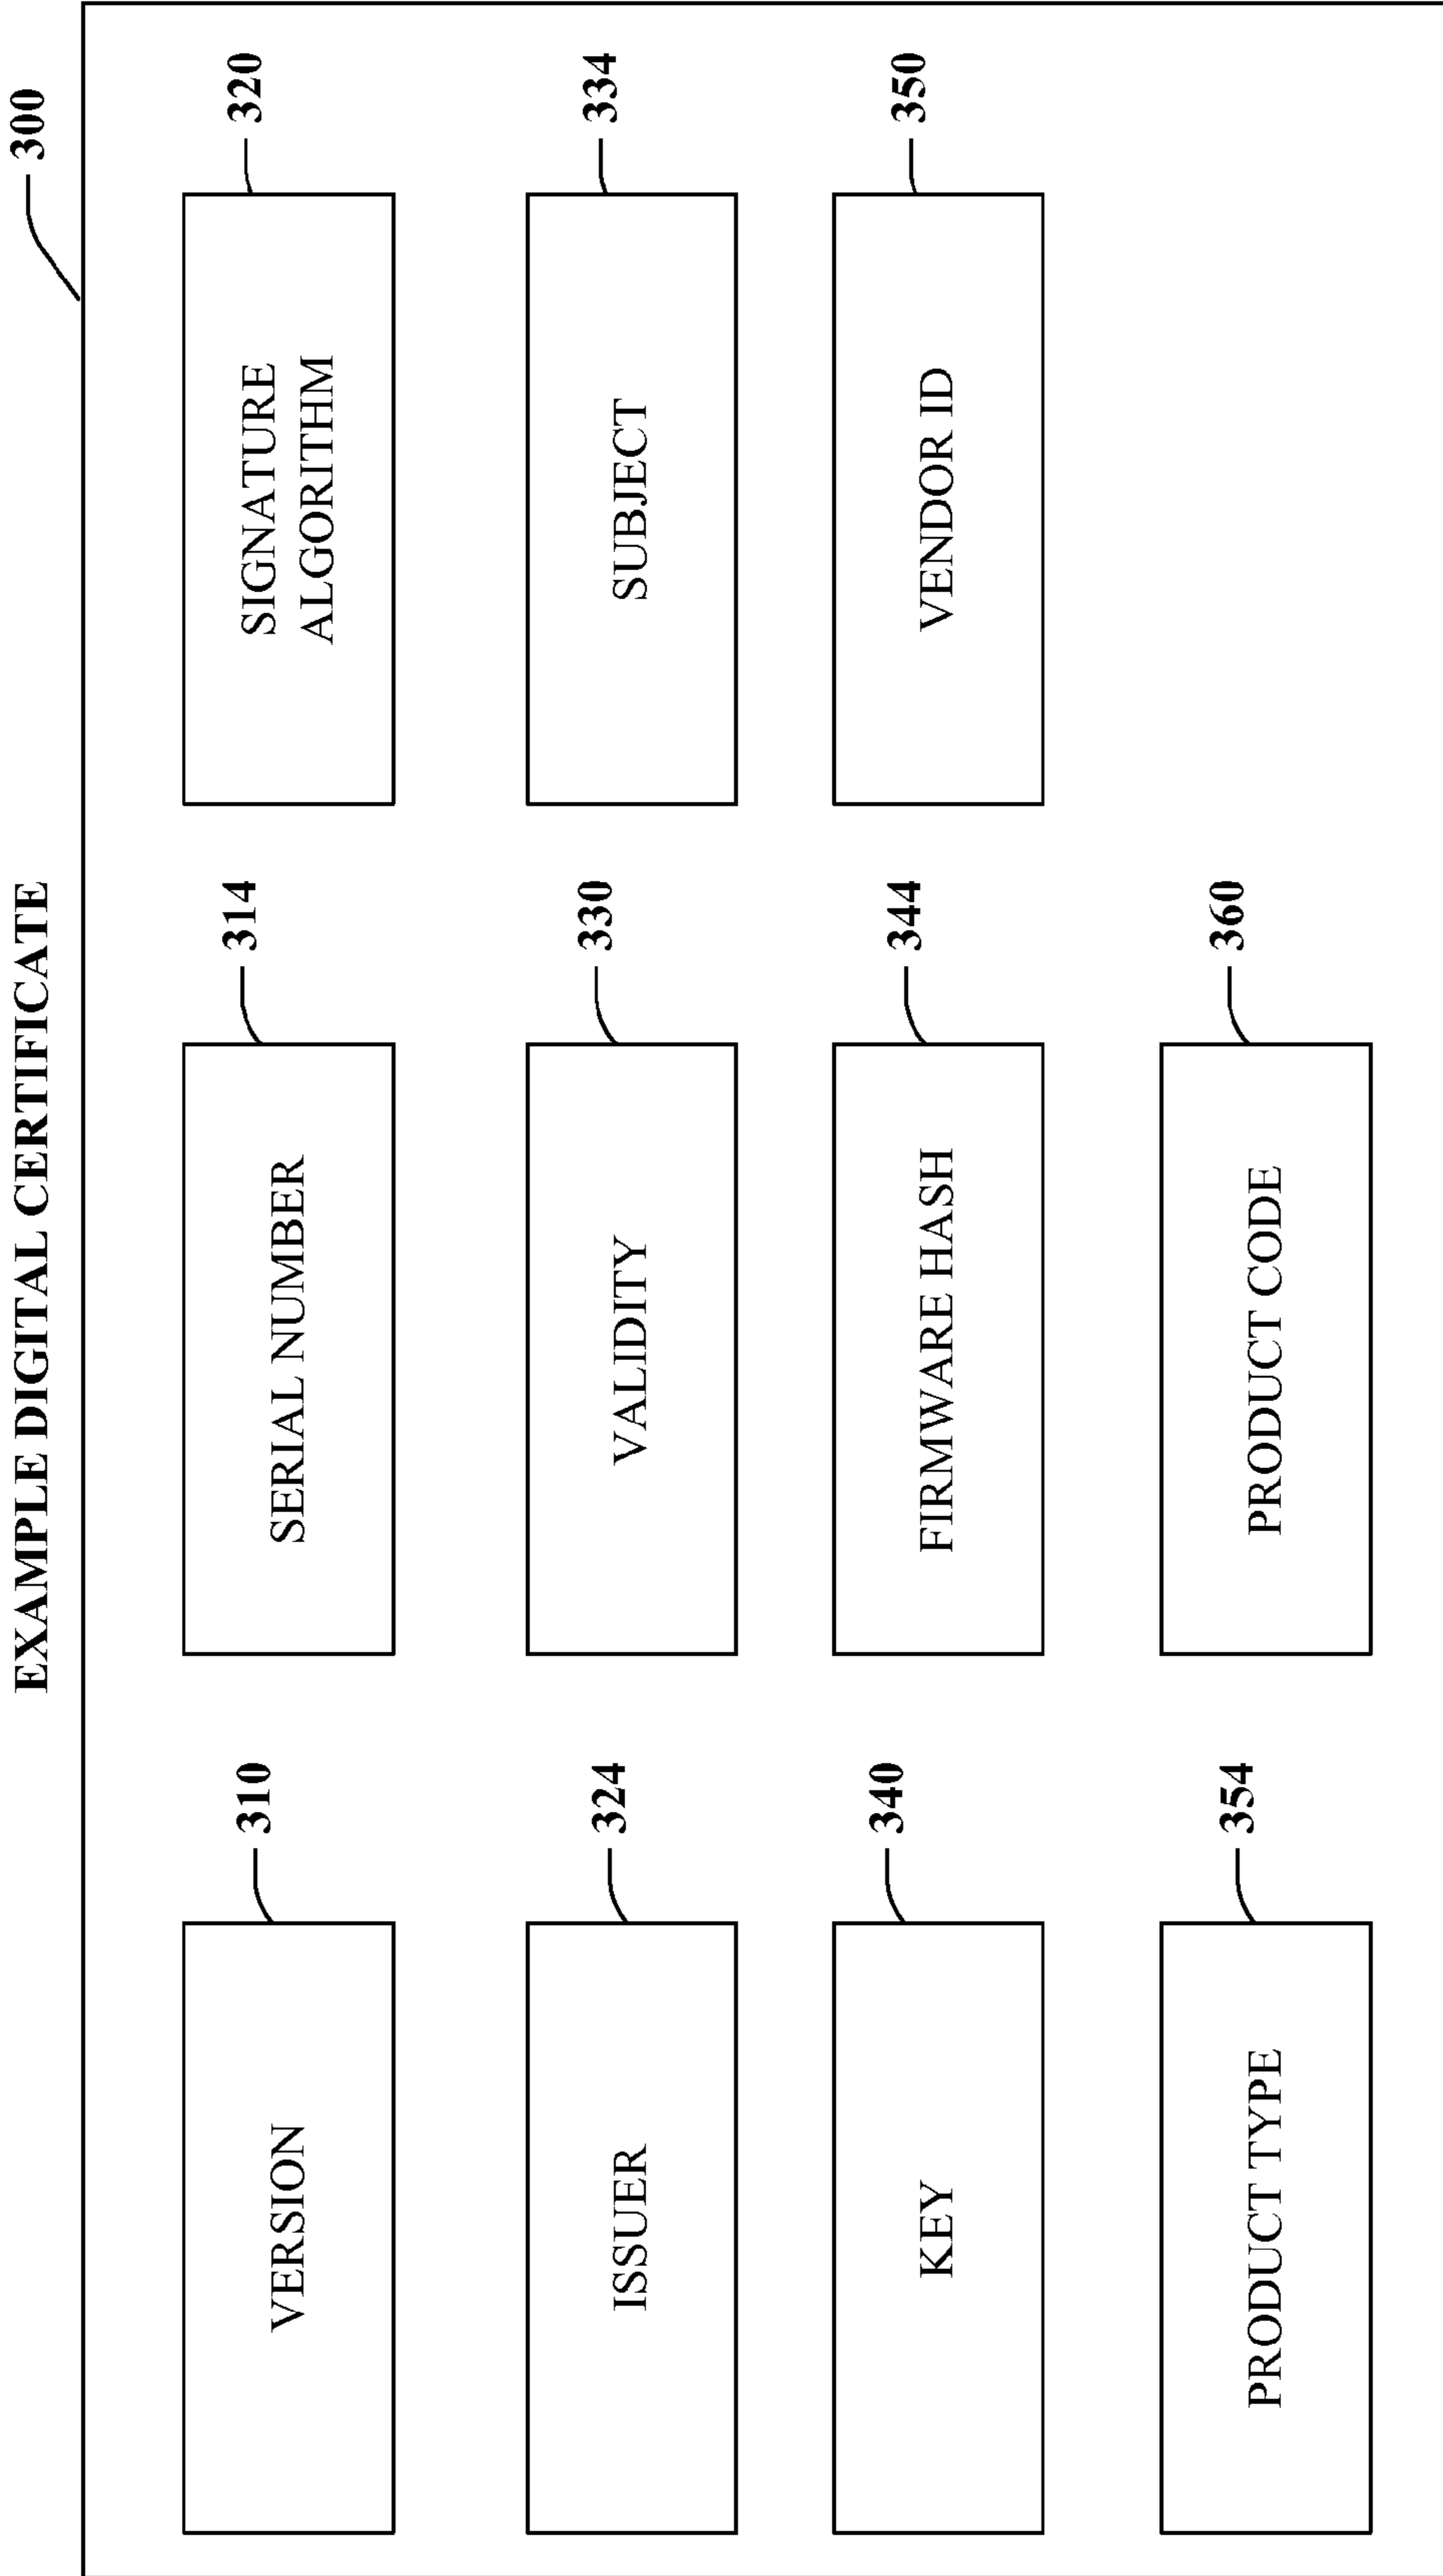 EXAMPLE DIGITAL CERTIFICATE
300
310
314
320
VERSION
SERIAL NUMBER
SIGNATURE
ALGORITHM
324
330
334
ISSUER
VALIDITY
SUBJECT
340
344
350
KEY
FIRMWARE HASH
VENDOR ID
354
360
PRODUCT TYPE
PRODUCT CODE